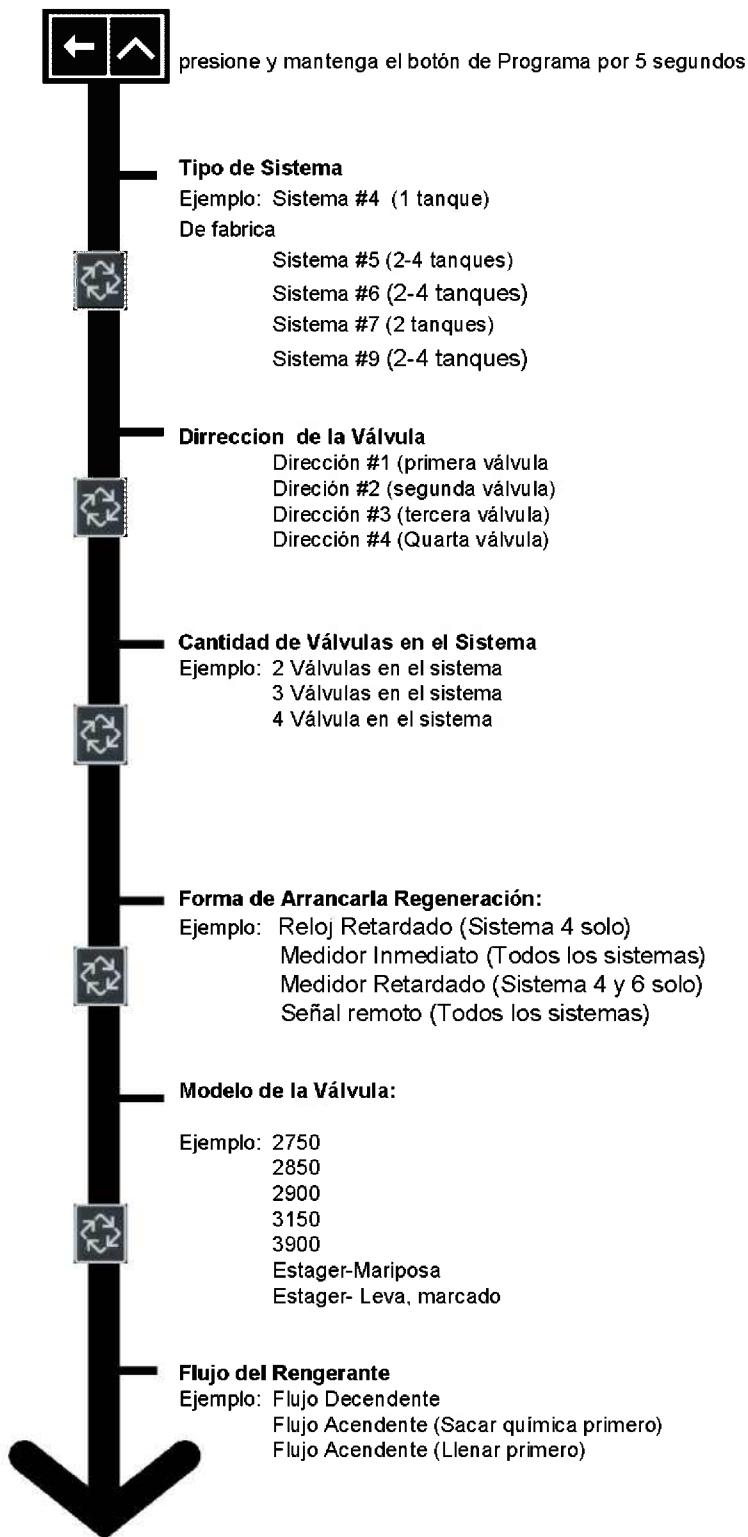 presione y mantenga el botón de Programa por 5 segundos
Tipo de Sistema
Ejemplo: Sistema #4 (1 tanque)
De fabrica
Sistema #5 (2-4 tanques)
Sistema #6 (2-4 tanques)
Sistema #7 (2 tanques)
Sistema #9 (2-4 tanques)
Dirreccion de la Válvula
Dirección #1 (primera válvula
Direción #2 (segunda válvula)
Dirección #3 (tercera válvula)
Dirección #4 (Quarta válvula)
Cantidad de Válvulas en el Sistema
Ejemplo: 2 Válvulas en el sistema
3 Válvulas en el sistema
4 Válvula en el sistema
Forma de Arrancarla Regeneración:
Ejemplo: Reloj Retardado (Sistema 4 solo)
Medidor Inmediato (Todos los sistemas)
Medidor Retardado (Sistema 4 y 6 solo)
Señal remoto (Todos los sistemas)
Modelo de la Válvula:
Ejemplo: 2750
2850
2900
3150
3900
Estager-Mariposa
Estager- Leva, marcado
Flujo del Rengerante
Ejemplo: Flujo Decendente
Flujo Acendente (Sacar química primero)
Flujo Acendente (Llenar primero)